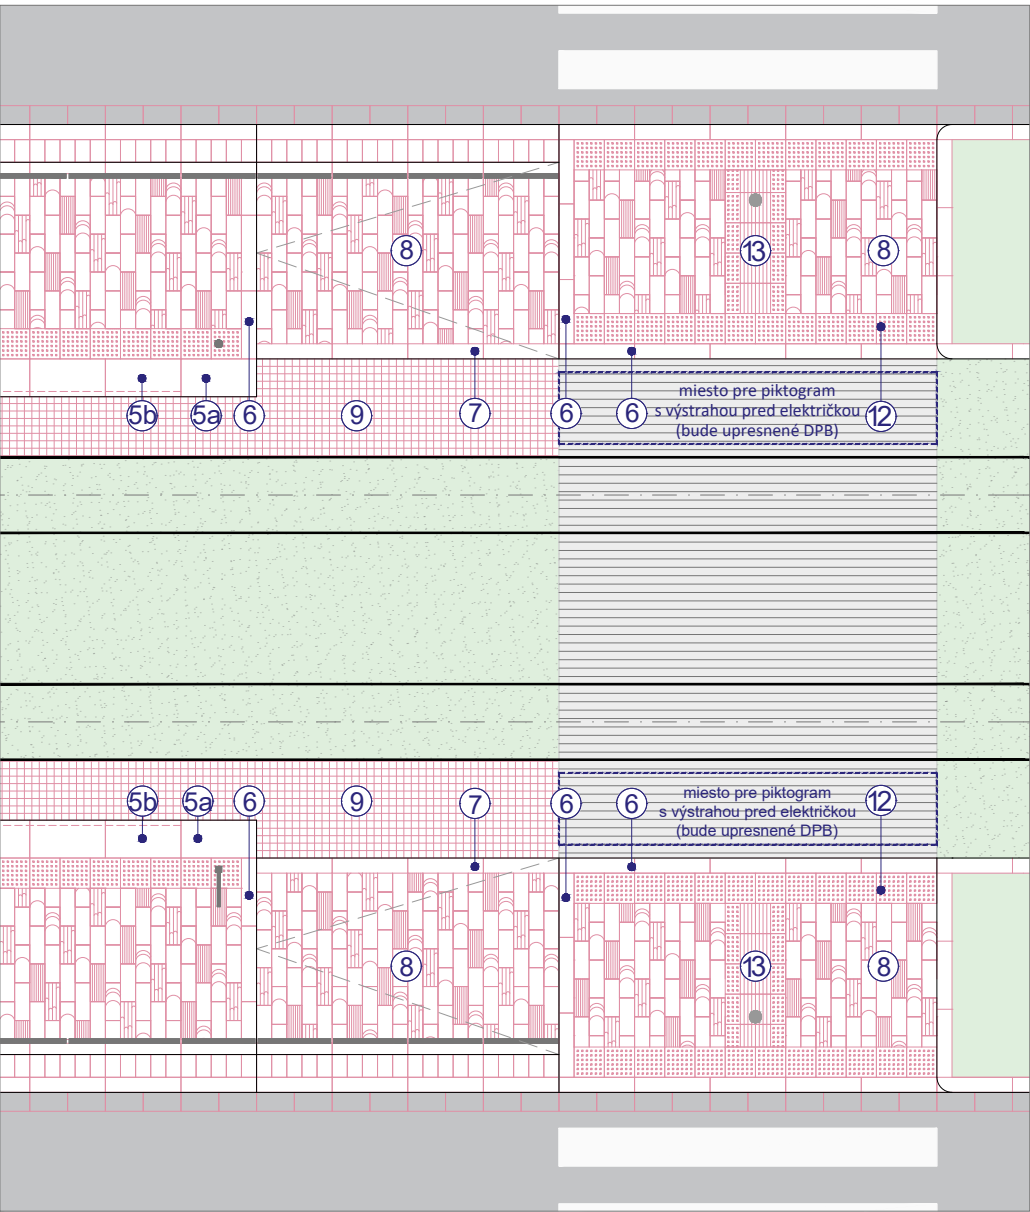 8
13
8
miesto pre piktogram
s výstrahou pred električkou
(bude upresnené DPB)
5b
5a
6
9
7
6
6
12
5b
5a
6
9
7
6
6
12
miesto pre piktogram
s výstrahou pred električkou
(bude upresnené DPB)
8
13
8